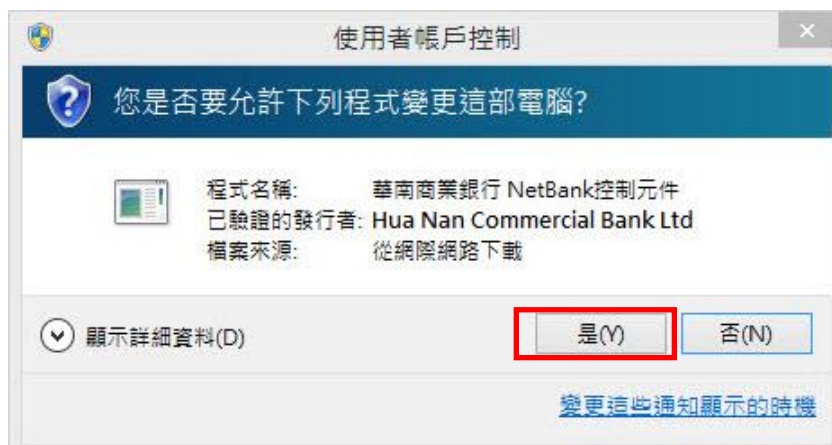 使用者帳戶控制
您是否要允許下列程式變更這部電腦?
程式名稱: 華南商業銀行 NetBank控制元件
已驗證的發行者: Hua Nan Commercial Bank Ltd
檔案來源: 從網際網路下載
顯示詳細資料(D) 是(Y) 否(N)
變更這些通知顯示的時機